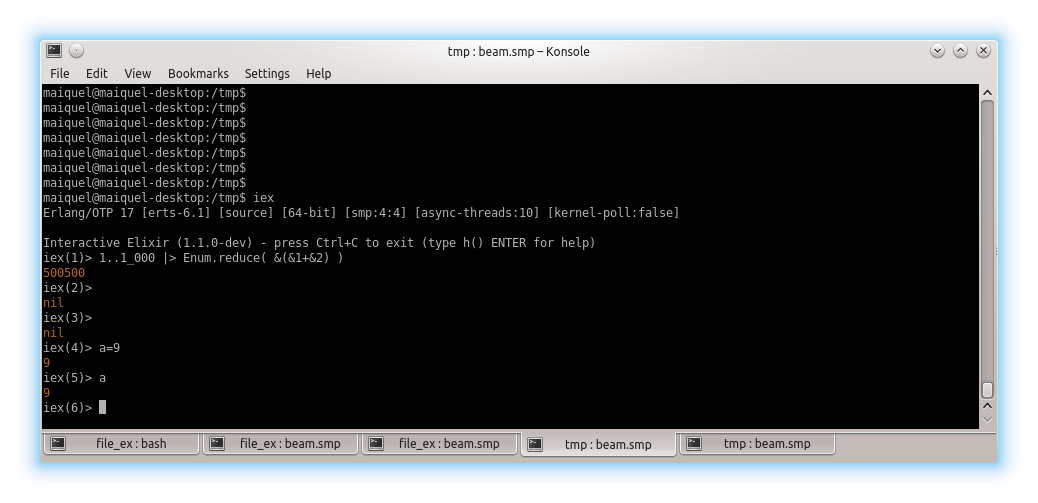 tmp : beam.smp – Konsole
File Edit View Bookmarks Settings Help
maiquel@maiquel-desktop:/tmp$
maiquel@maiquel-desktop:/tmp$
maiquel@maiquel-desktop:/tmp$
maiquel@maiquel-desktop:/tmp$
maiquel@maiquel-desktop:/tmp$
maiquel@maiquel-desktop:/tmp$
maiquel@maiquel-desktop:/tmp$
maiquel@maiquel-desktop:/tmp$ iex
Erlang/OTP 17 [erts-6.1] [source] [64-bit] [smp:4:4] [async-threads:10] [kernel-poll:false]
Interactive Elixir (1.1.0-dev) - press Ctrl+C to exit (type h() ENTER for help)
iex(1)> 1..1_000 |> Enum.reduce( &(&1+&2) )
500500
iex(2)>
nil
iex(3)>
nil
iex(4)> a=9
9
iex(5)> a
9
iex(6)>
file_ex : bash file_ex : beam.smp file_ex : beam.smp tmp : beam.smp tmp : beam.smp